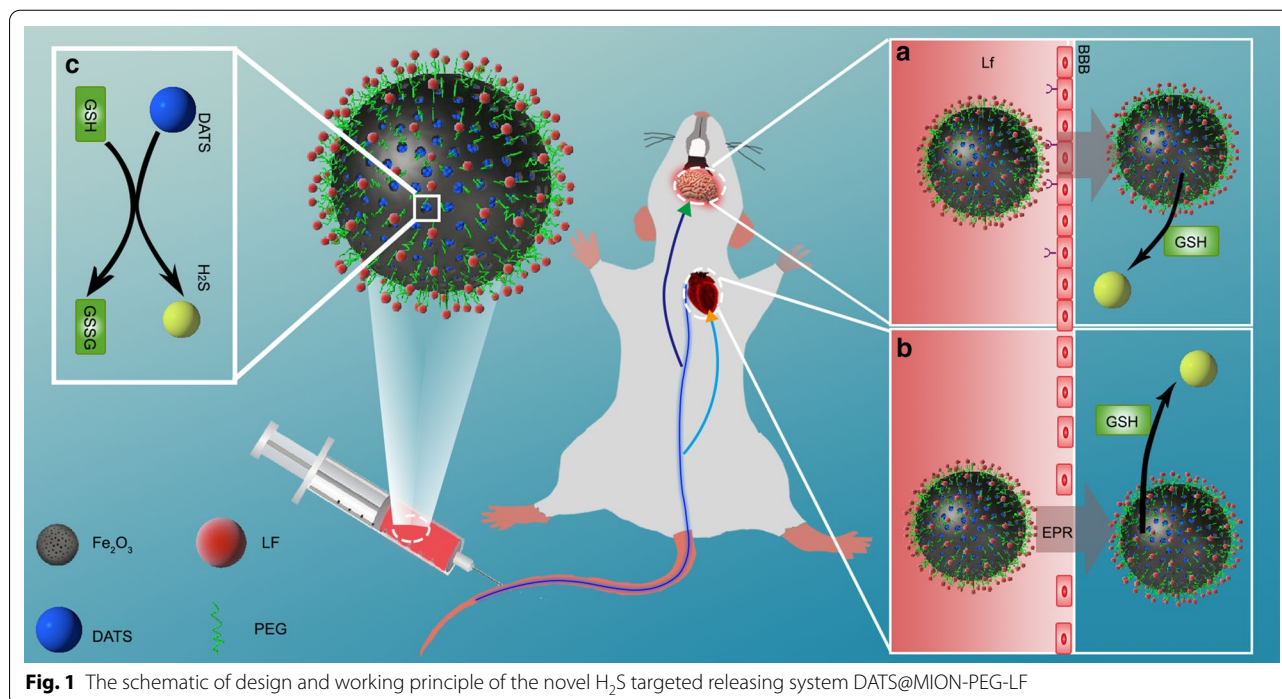 c
GSH
DATS
GSSG
H₂S
a
Lf
BBB
GSH
b
EPR
GSH
Fe₂O₃
LF
DATS
PEG
Fig. 1 The schematic of design and working principle of the novel H₂S targeted releasing system DATS@MION-PEG-LF